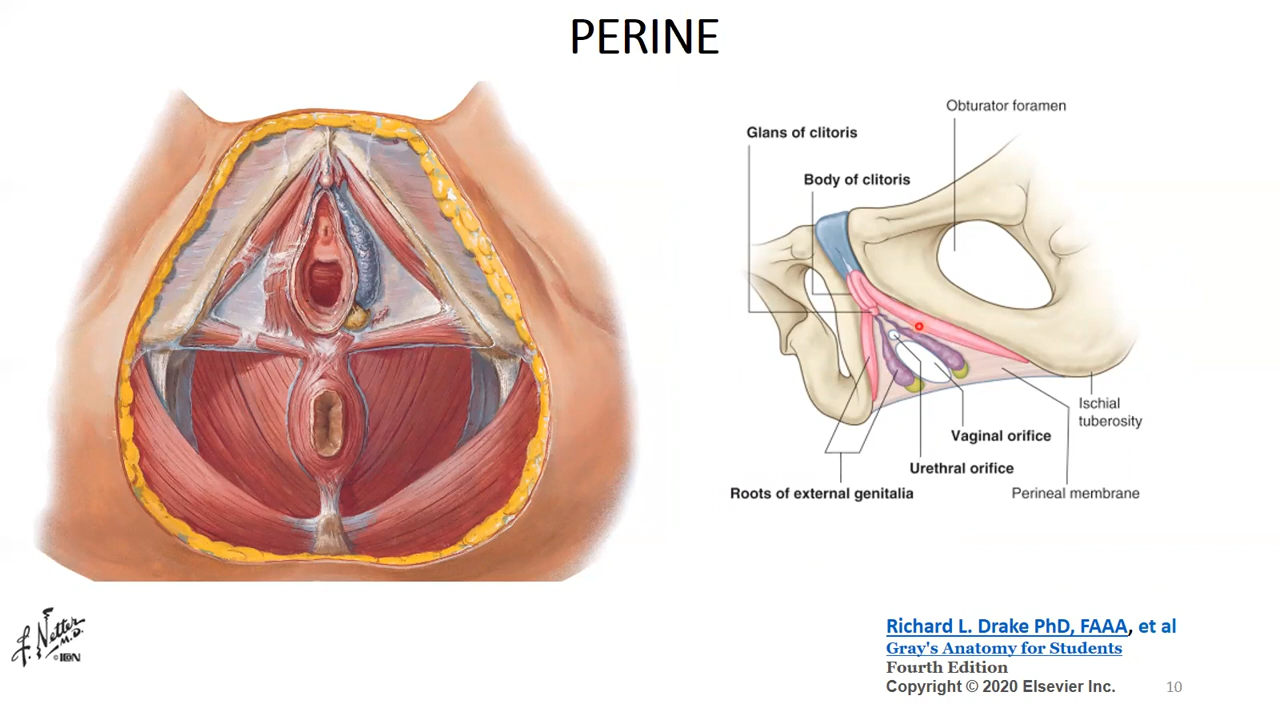 PERINE
Obturator foramen
Glans of clitoris
Body of clitoris
Ischial
tuberosity
Vaginal orifice
Urethral orifice
Roots of external genitalia
Perineal membrane
F. Netter
M.D.
Richard L. Drake PhD, FAAA, et al
Gray's Anatomy for Students
Fourth Edition
Copyright © 2020 Elsevier Inc.
10